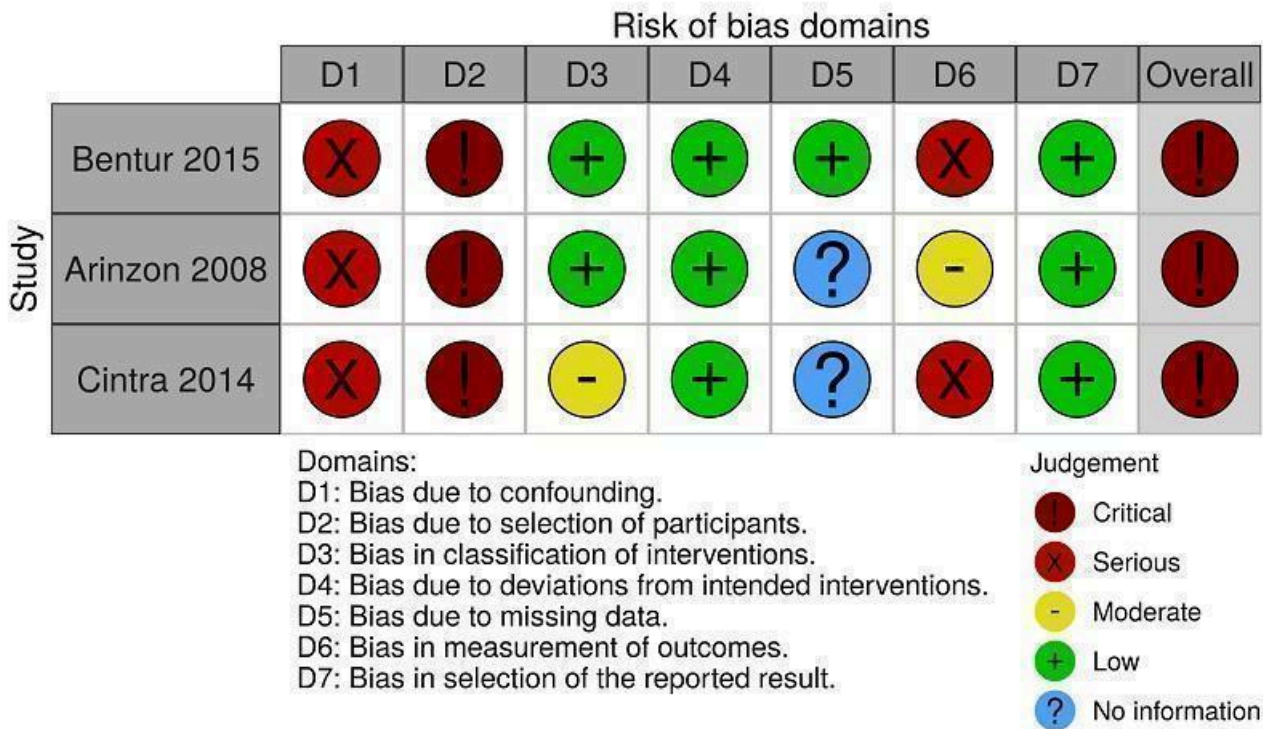 Risk of bias domains
D1 D2 D3 D4 D5 D6 D7 Overall
Study
Bentur 2015 X ! + + + X + !
Arinzon 2008 X ! + + ? - + !
Cintra 2014 X ! - + ? X + !
Domains:
D1: Bias due to confounding.
D2: Bias due to selection of participants.
D3: Bias in classification of interventions.
D4: Bias due to deviations from intended interventions.
D5: Bias due to missing data.
D6: Bias in measurement of outcomes.
D7: Bias in selection of the reported result.
Judgement
! Critical
X Serious
- Moderate
+ Low
? No information